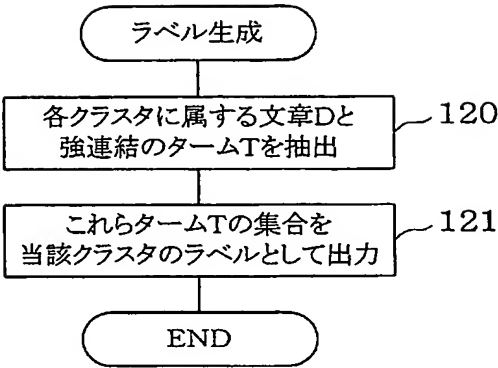 ラベル生成
各クラスタに属する文章Dと
強連結のタームTを抽出
120
これらタームTの集合を
当該クラスタのラベルとして出力
121
END